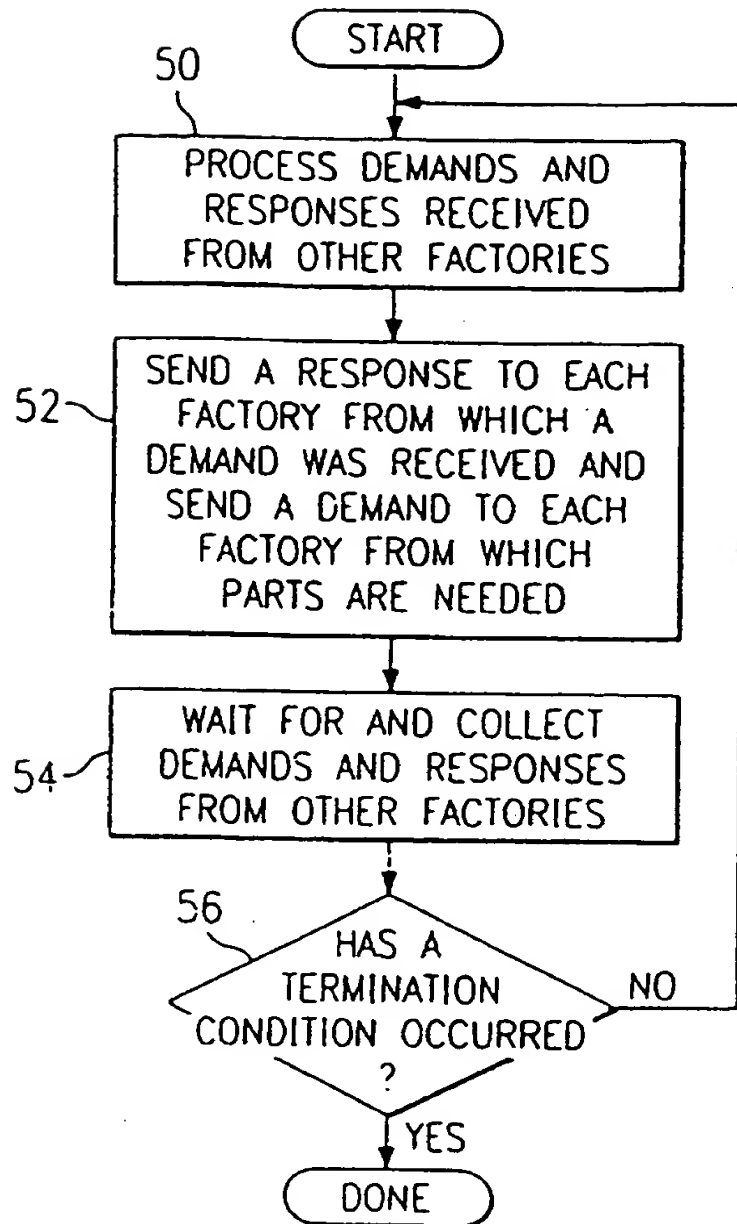 START
50
PROCESS DEMANDS AND
RESPONSES RECEIVED
FROM OTHER FACTORIES
52
SEND A RESPONSE TO EACH
FACTORY FROM WHICH A
DEMAND WAS RECEIVED AND
SEND A DEMAND TO EACH
FACTORY FROM WHICH
PARTS ARE NEEDED
54
WAIT FOR AND COLLECT
DEMANDS AND RESPONSES
FROM OTHER FACTORIES
56
HAS A
TERMINATION
CONDITION OCCURRED
?
NO
YES
DONE